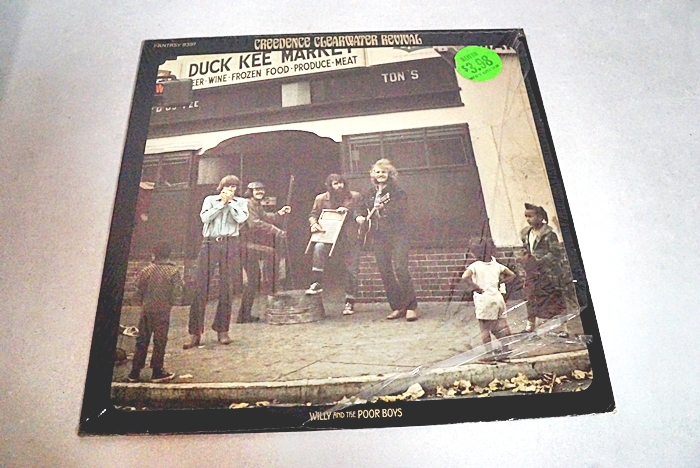 FANTASY 8397
CREEDENCE CLEARWATER REVIVAL
DUCK KEE MARKET
EER·WINE·FROZEN FOOD·PRODUCE·MEAT
TON'S
$3.98
WILLY AND THE POOR BOYS